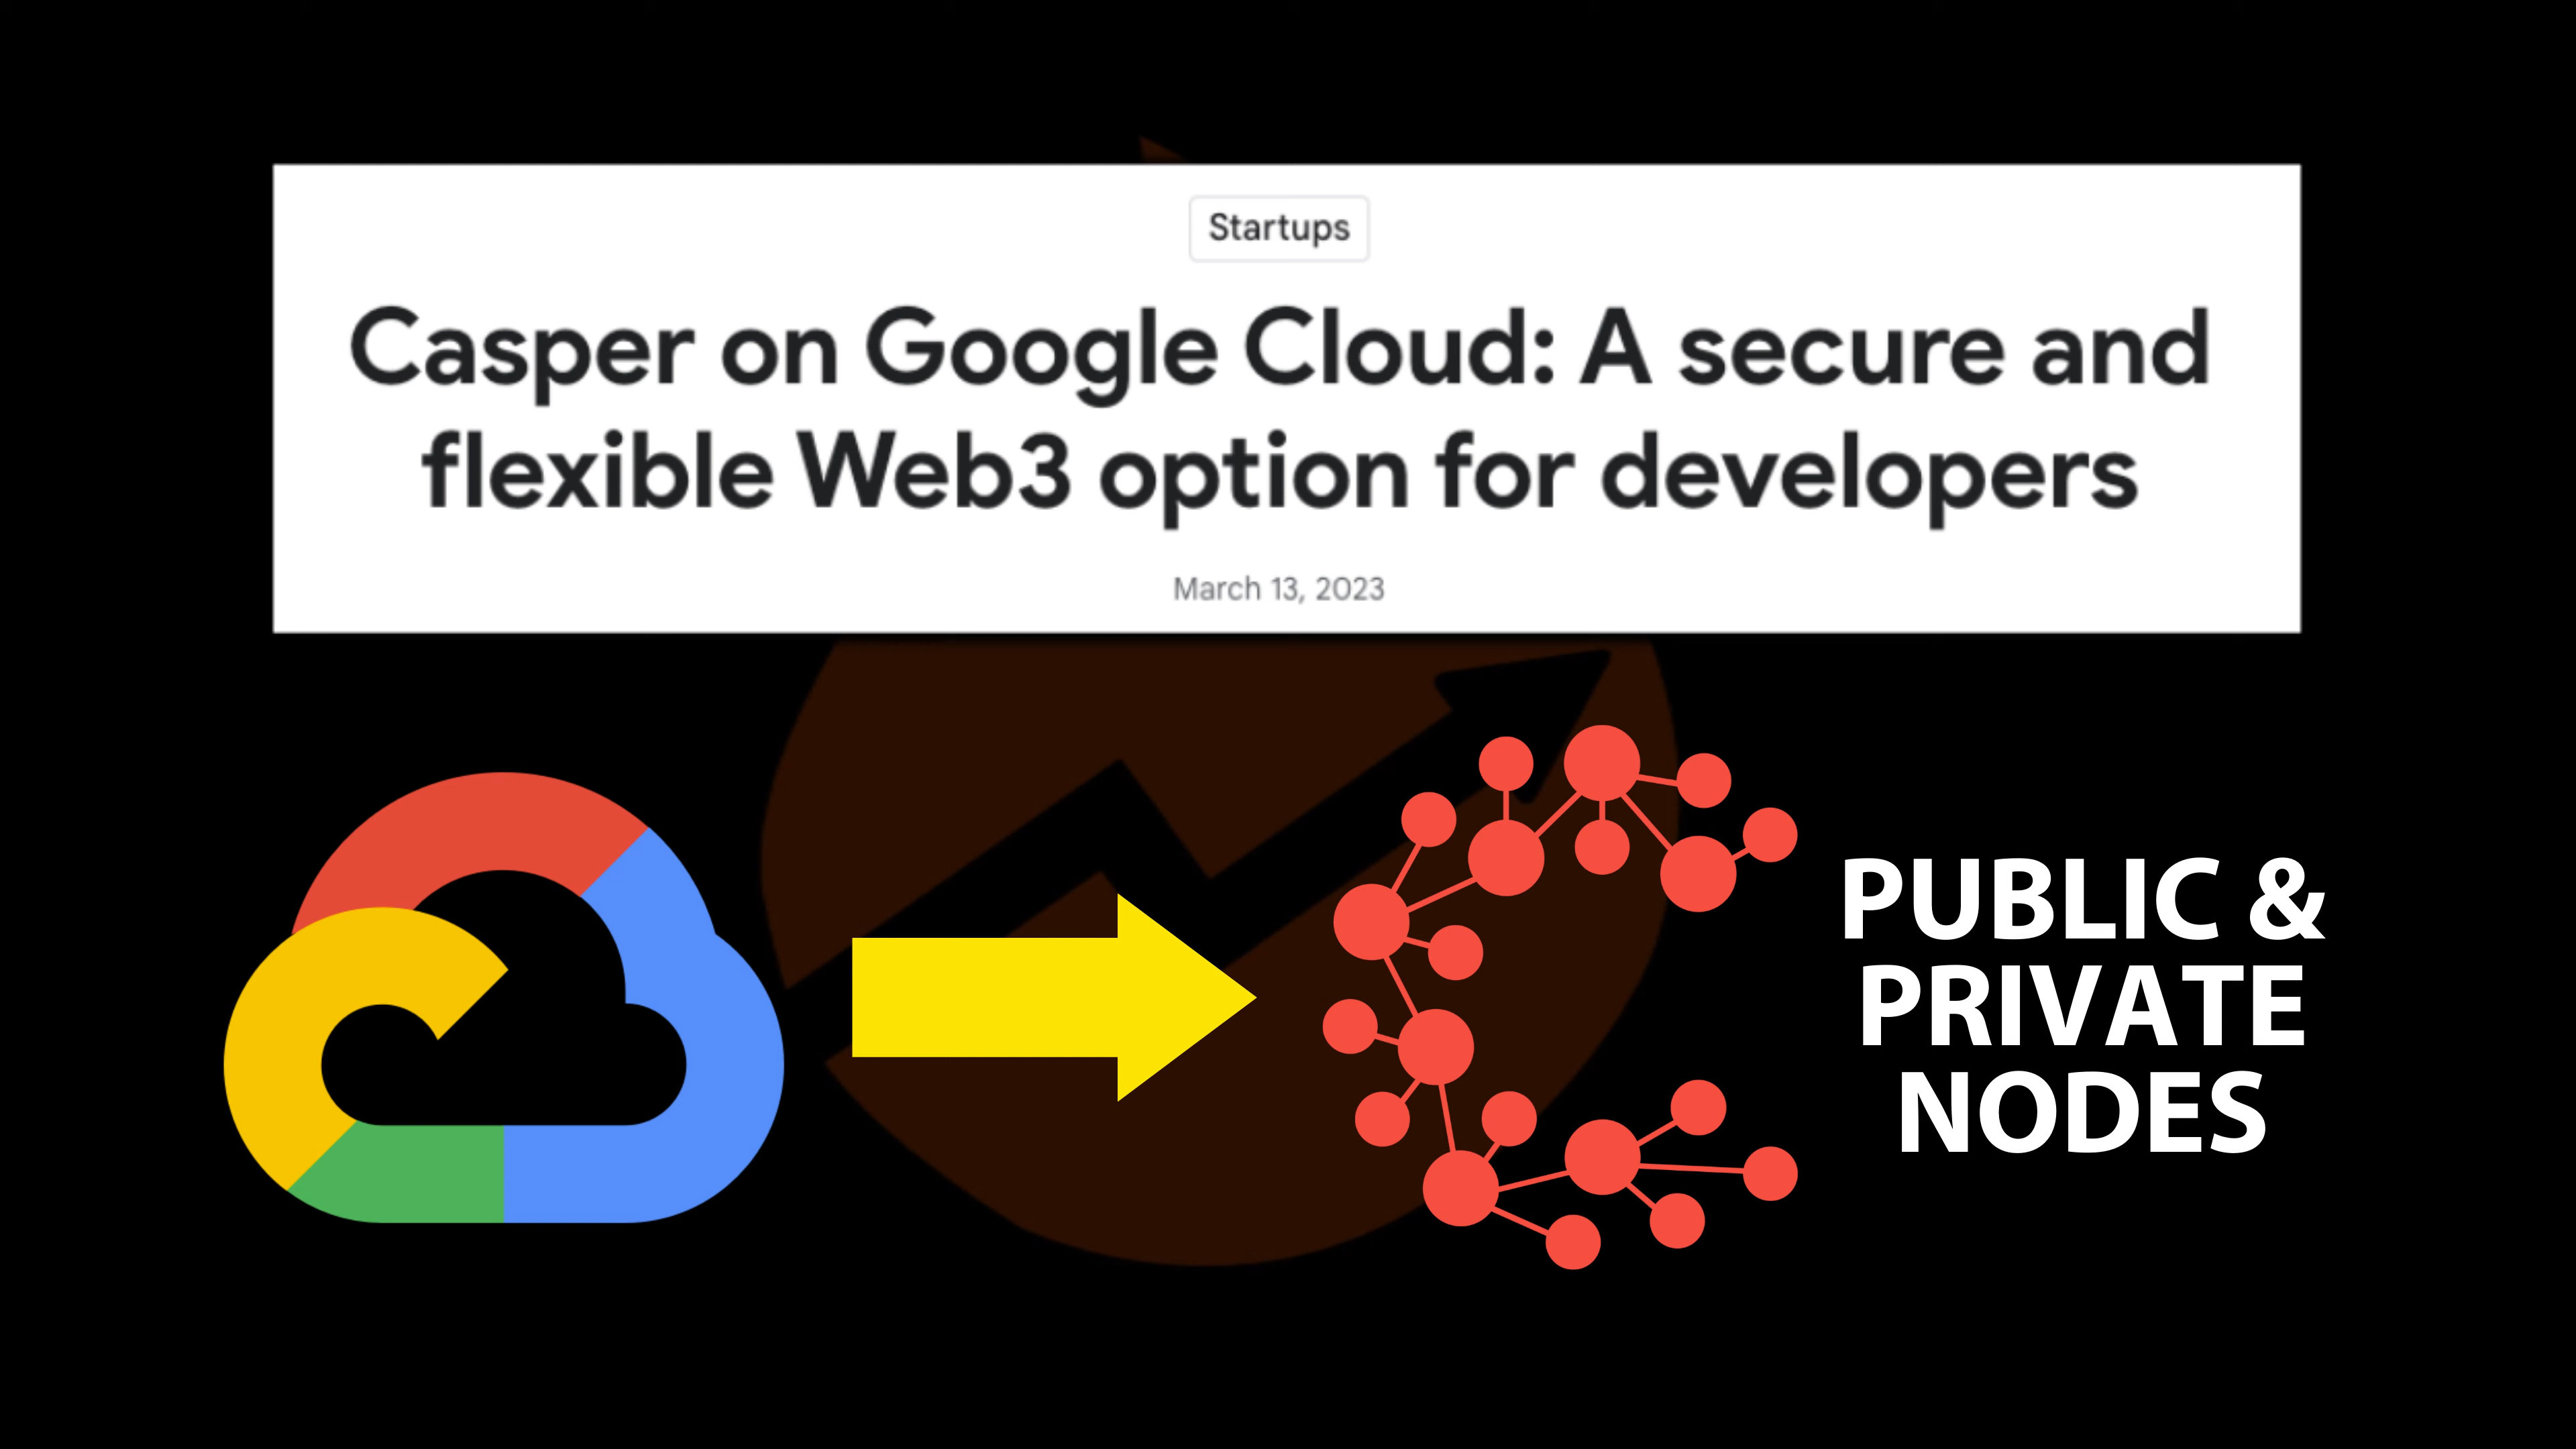 Startups
Casper on Google Cloud: A secure and
flexible Web3 option for developers
March 13, 2023
PUBLIC &
PRIVATE
NODES